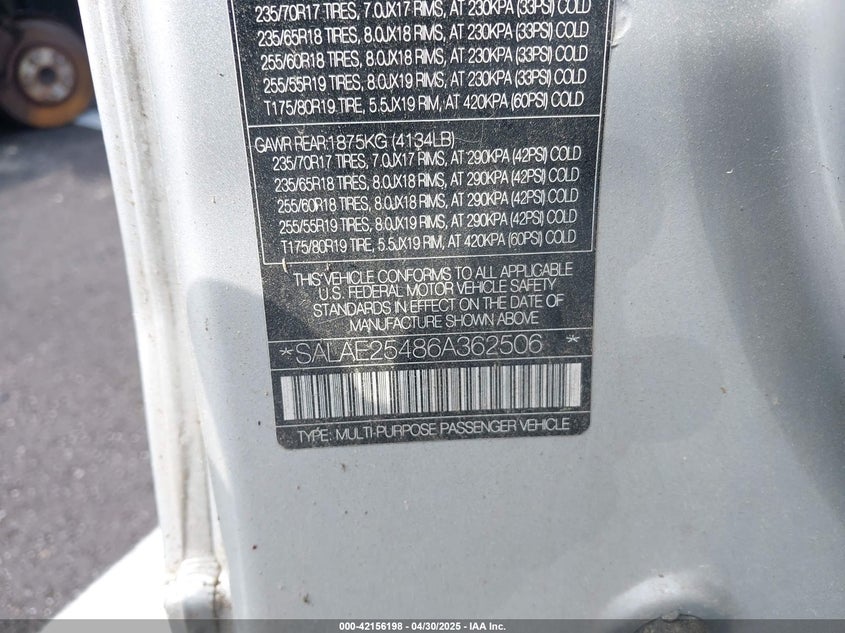 235/70R17 TIRES, 7.0JX17 RIMS, AT 230KPA (33PSI) COLD
235/65R18 TIRES, 8.0JX18 RIMS, AT 230KPA (33PSI) COLD
255/60R18 TIRES, 8.0JX18 RIMS, AT 230KPA (33PSI) COLD
255/55R19 TIRES, 8.0JX19 RIMS, AT 230KPA (33PSI) COLD
T175/80R19 TIRE, 5.5JX19 RIM, AT 420KPA (60PSI) COLD
GAWR REAR:1875KG (4134LB)
235/70R17 TIRES, 7.0JX17 RIMS, AT 290KPA (42PSI) COLD
235/65R18 TIRES, 8.0JX18 RIMS, AT 290KPA (42PSI) COLD
255/60R18 TIRES, 8.0JX18 RIMS, AT 290KPA (42PSI) COLD
255/55R19 TIRES, 8.0JX19 RIMS, AT 290KPA (42PSI) COLD
T175/80R19 TIRE, 5.5JX19 RIM, AT 420KPA (60PSI) COLD
THIS VEHICLE CONFORMS TO ALL APPLICABLE
U.S. FEDERAL MOTOR VEHICLE SAFETY
STANDARDS IN EFFECT ON THE DATE OF
MANUFACTURE SHOWN ABOVE
*SALAE25486A362506 *
TYPE: MULTI-PURPOSE PASSENGER VEHICLE
000-42156198 - 04/30/2025 - IAA Inc.